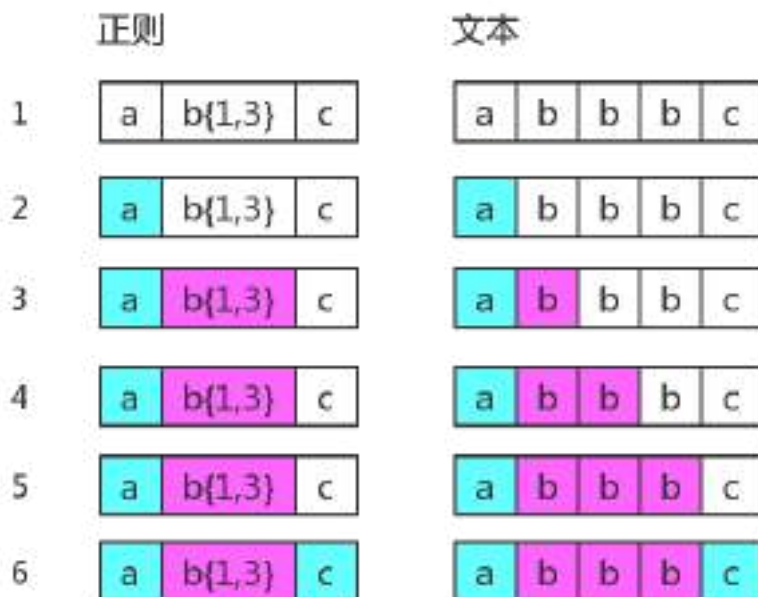 正则 文本
1 a b{1,3} c a b b b c
2 a b{1,3} c a b b b c
3 a b{1,3} c a b b b c
4 a b{1,3} c a b b b c
5 a b{1,3} c a b b b c
6 a b{1,3} c a b b b c